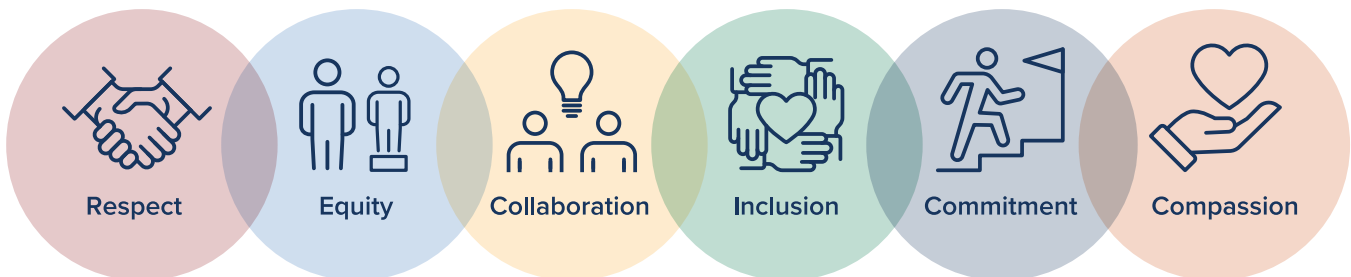 Respect
Equity
Collaboration
Inclusion
Commitment
Compassion